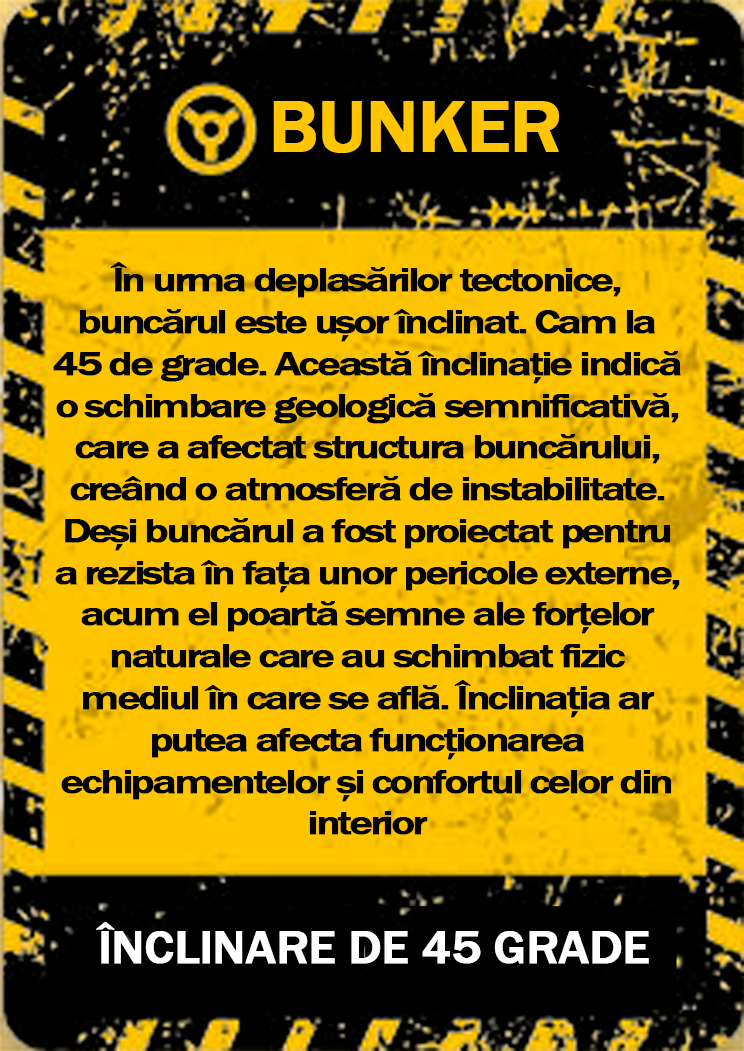 BUNKER
În urma deplasărilor tectonice,
buncărul este ușor înclinat. Cam la
45 de grade. Această înclinație indică
o schimbare geologică semnificativă,
care a afectat structura buncărului,
creând o atmosferă de instabilitate.
Deși buncărul a fost proiectat pentru
a rezista în fața unor pericole externe,
acum el poartă semne ale forțelor
naturale care au schimbat fizic
mediul în care se află. Înclinația ar
putea afecta funcționarea
echipamentelor și confortul celor din
interior
ÎNCLINARE DE 45 GRADE